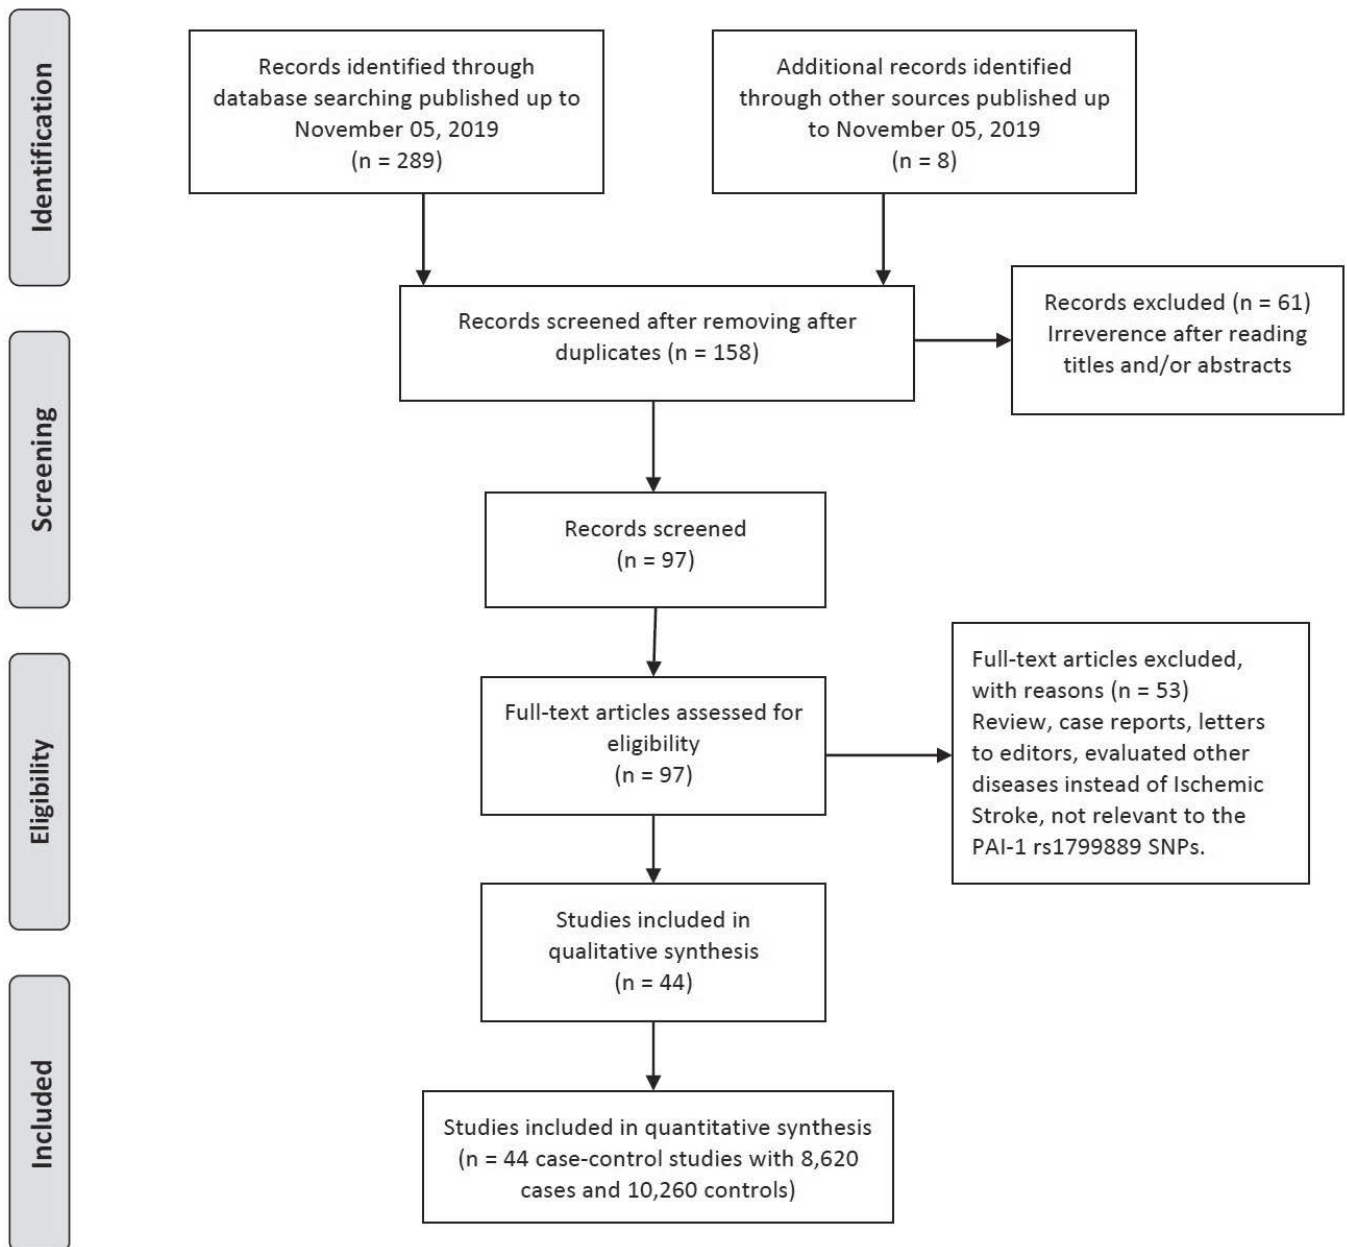 Identification
Records identified through
database searching published up to
November 05, 2019
(n = 289)
Additional records identified
through other sources published up
to November 05, 2019
(n = 8)
Records screened after removing after
duplicates (n = 158)
Records excluded (n = 61)
Irreverence after reading
titles and/or abstracts
Screening
Records screened
(n = 97)
Eligibility
Full-text articles assessed for
eligibility
(n = 97)
Full-text articles excluded,
with reasons (n = 53)
Review, case reports, letters
to editors, evaluated other
diseases instead of Ischemic
Stroke, not relevant to the
PAI-1 rs1799889 SNPs.
Studies included in
qualitative synthesis
(n = 44)
Included
Studies included in quantitative synthesis
(n = 44 case-control studies with 8,620
cases and 10,260 controls)